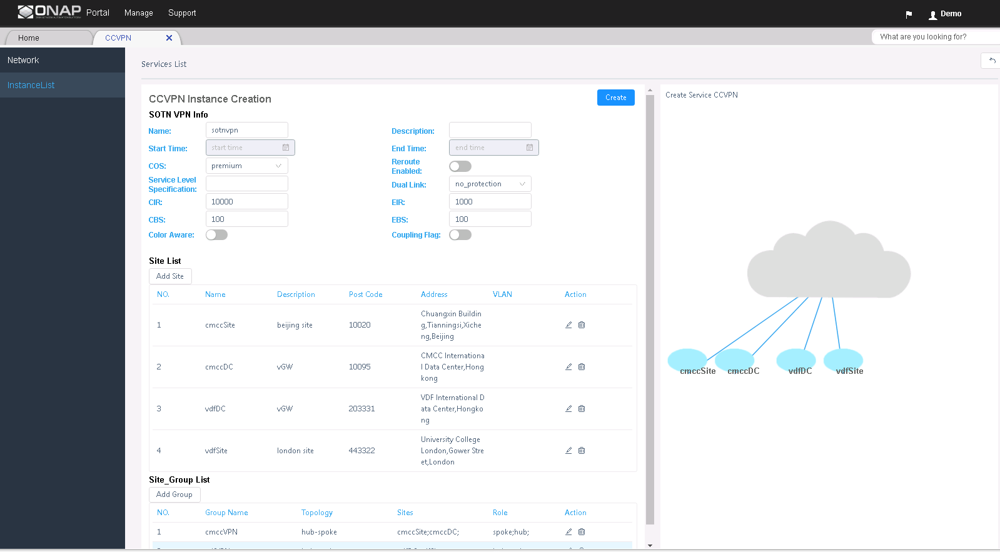 ONAP Portal Manage Support
Demo
Home CCVPN
What are you looking for?
Network
InstanceList
Services List
CCVPN Instance Creation Create
SOTN VPN Info
Name: sotnvpn Description:
Start Time: start time End Time: end time
COS: premium Reroute
Enabled:
Service Level
Specification: Dual Link: no_protection
CIR: 10000 EIR: 1000
CBS: 100 EBS: 100
Color Aware: Coupling Flag:
Site List
Add Site
NO. Name Description Post Code Address VLAN Action
1 cmccSite beijing site 10020 Chuangxin Buildin
g,Tianningsi,Xiche
ng,Beijing
2 cmccDC vGW 10095 CMCC Internationa
l Data Center,Hong
kong
3 vdfDC vGW 203331 VDF International D
ata Center,Hongko
ng
4 vdfSite london site 443322 University College
London,Gower Stre
et,London
Site_Group List
Add Group
NO. Group Name Topology Sites Role Action
1 cmccVPN hub-spoke cmccSite;cmccDC; spoke;hub;
Create Service CCVPN
cmccSite cmccDC vdfDC vdfSite